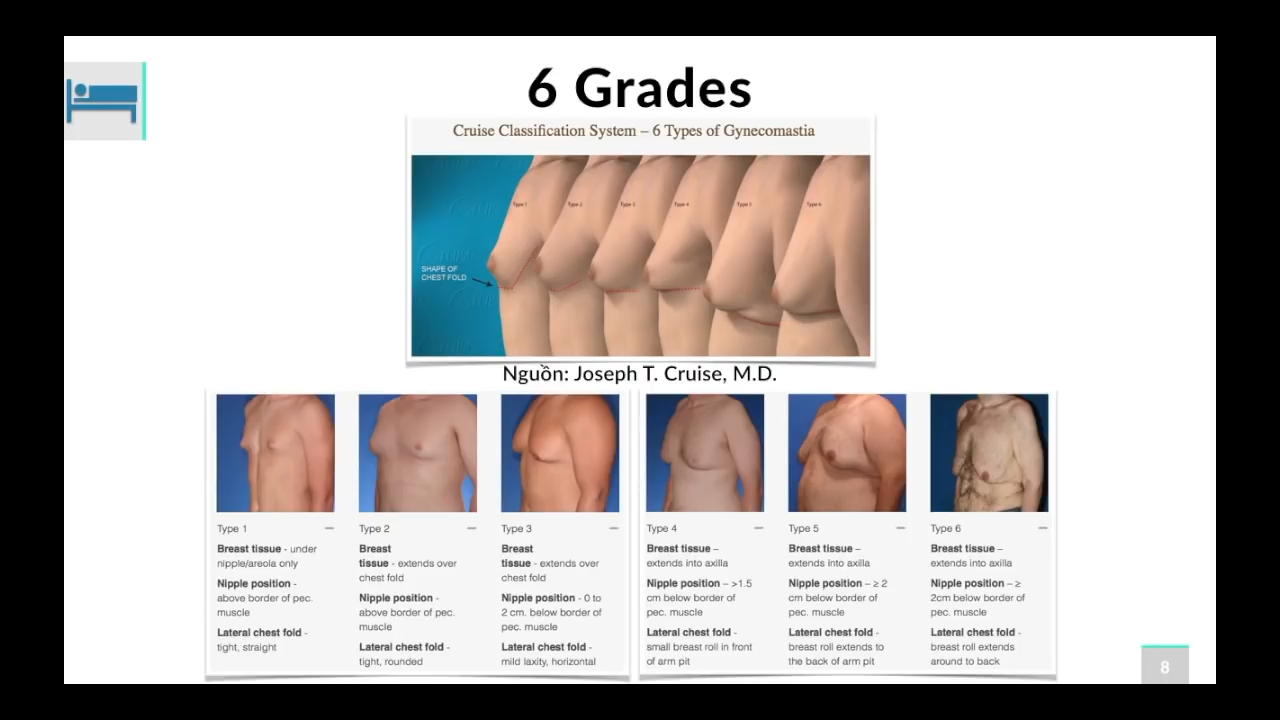 6 Grades
Cruise Classification System – 6 Types of Gynecomastia
Type 1
Type 2
Type 3
Type 4
Type 5
Type 6
SHAPE OF
CHEST FOLD
Nguồn: Joseph T. Cruise, M.D.
Type 1 –
Breast tissue - under
nipple/areola only
Nipple position -
above border of pec.
muscle
Lateral chest fold -
tight, straight
Type 2 –
Breast
tissue - extends over
chest fold
Nipple position -
above border of pec.
muscle
Lateral chest fold -
tight, rounded
Type 3 –
Breast
tissue - extends over
chest fold
Nipple position - 0 to
2 cm. below border of
pec. muscle
Lateral chest fold -
mild laxity, horizontal
Type 4 –
Breast tissue –
extends into axilla
Nipple position – >1.5
cm below border of
pec. muscle
Lateral chest fold -
small breast roll in front
of arm pit
Type 5 –
Breast tissue –
extends into axilla
Nipple position – ≥ 2
cm below border of
pec. muscle
Lateral chest fold -
breast roll extends to
the back of arm pit
Type 6 –
Breast tissue –
extends into axilla
Nipple position – ≥
2cm below border of
pec. muscle
Lateral chest fold -
breast roll extends
around to back
8